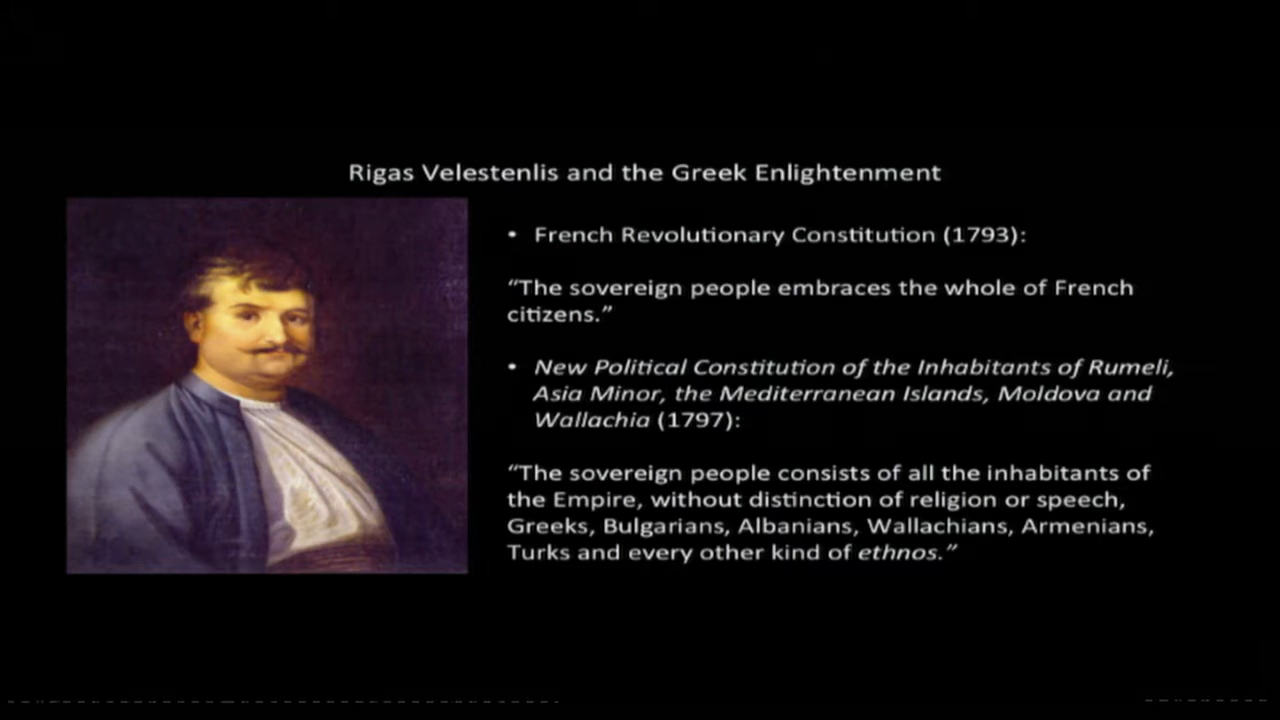 Rigas Velestenlis and the Greek Enlightenment
• French Revolutionary Constitution (1793):
“The sovereign people embraces the whole of French
citizens.”
• New Political Constitution of the Inhabitants of Rumeli,
Asia Minor, the Mediterranean Islands, Moldova and
Wallachia (1797):
“The sovereign people consists of all the inhabitants of
the Empire, without distinction of religion or speech,
Greeks, Bulgarians, Albanians, Wallachians, Armenians,
Turks and every other kind of ethnos.”